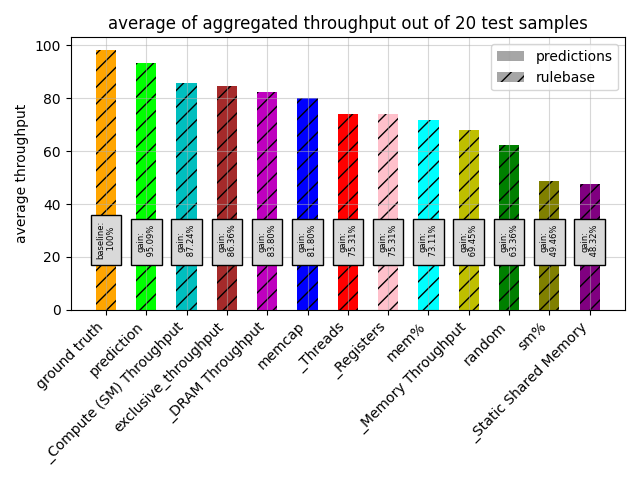 average of aggregated throughput out of 20 test samples
predictions
rulebase
average throughput
100
80
60
40
20
0
baseline:
100%
gain:
95.09%
gain:
87.24%
gain:
86.36%
gain:
83.80%
gain:
81.80%
gain:
75.31%
gain:
75.31%
gain:
73.11%
gain:
69.45%
gain:
63.36%
gain:
49.46%
gain:
48.32%
ground truth
prediction
_Compute (SM) Throughput
exclusive_throughput
_DRAM Throughput
memcap
_Threads
_Registers
mem%
_Memory Throughput
random
sm%
_Static Shared Memory